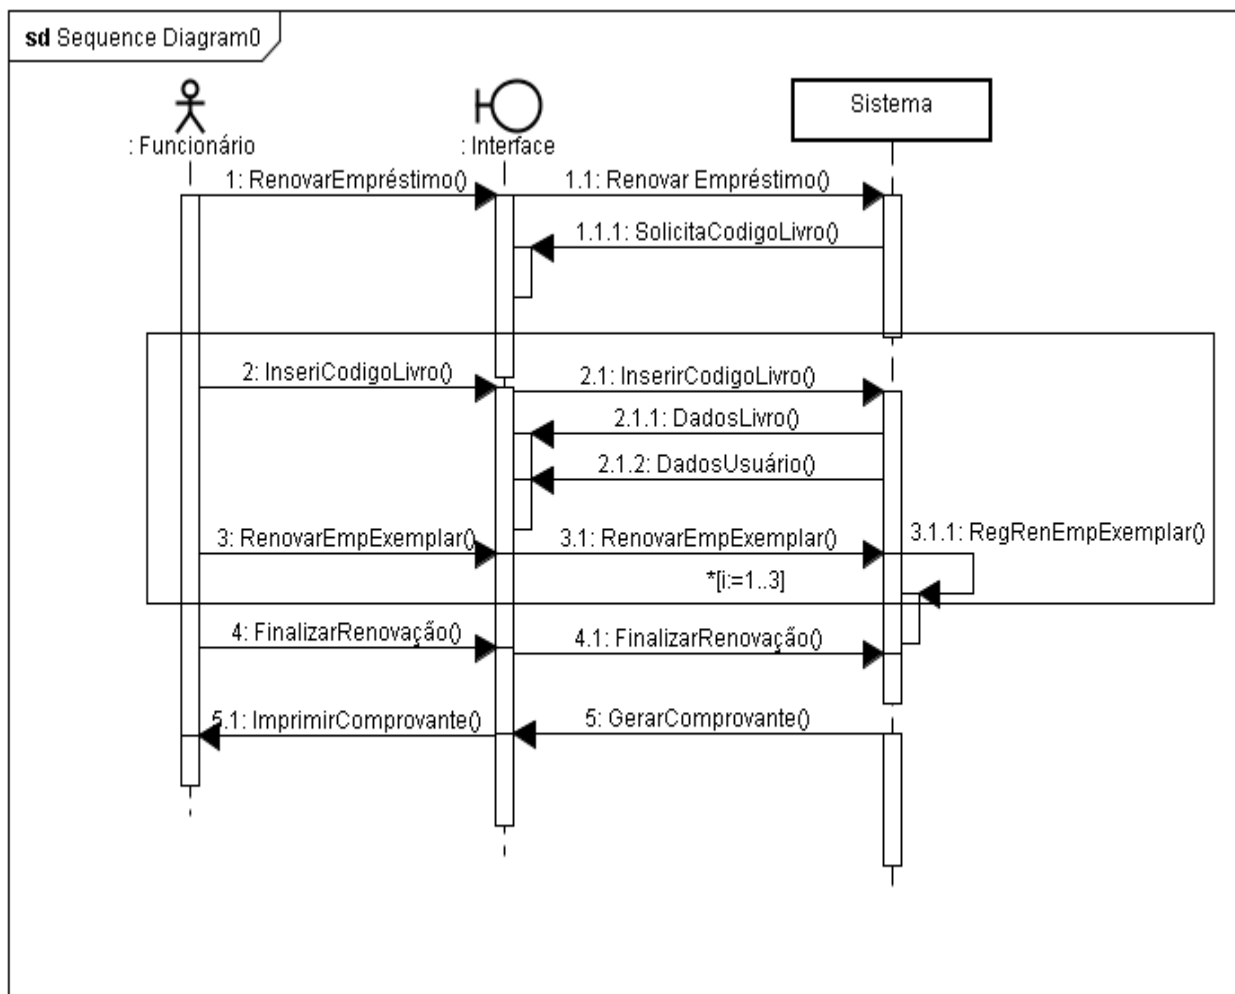 sd Sequence Diagram0
Sistema
: Funcionário
: Interface
1: RenovarEmpréstimo()
1.1: Renovar Empréstimo()
1.1.1: SolicitaCodigoLivro()
2: InseriCodigoLivro()
2.1: InserirCodigoLivro()
2.1.1: DadosLivro()
2.1.2: DadosUsuário()
3: RenovarEmpExemplar()
3.1: RenovarEmpExemplar()
3.1.1: RegRenEmpExemplar()
*[i:=1..3]
4: FinalizarRenovação()
4.1: FinalizarRenovação()
5.1: ImprimirComprovante()
5: GerarComprovante()